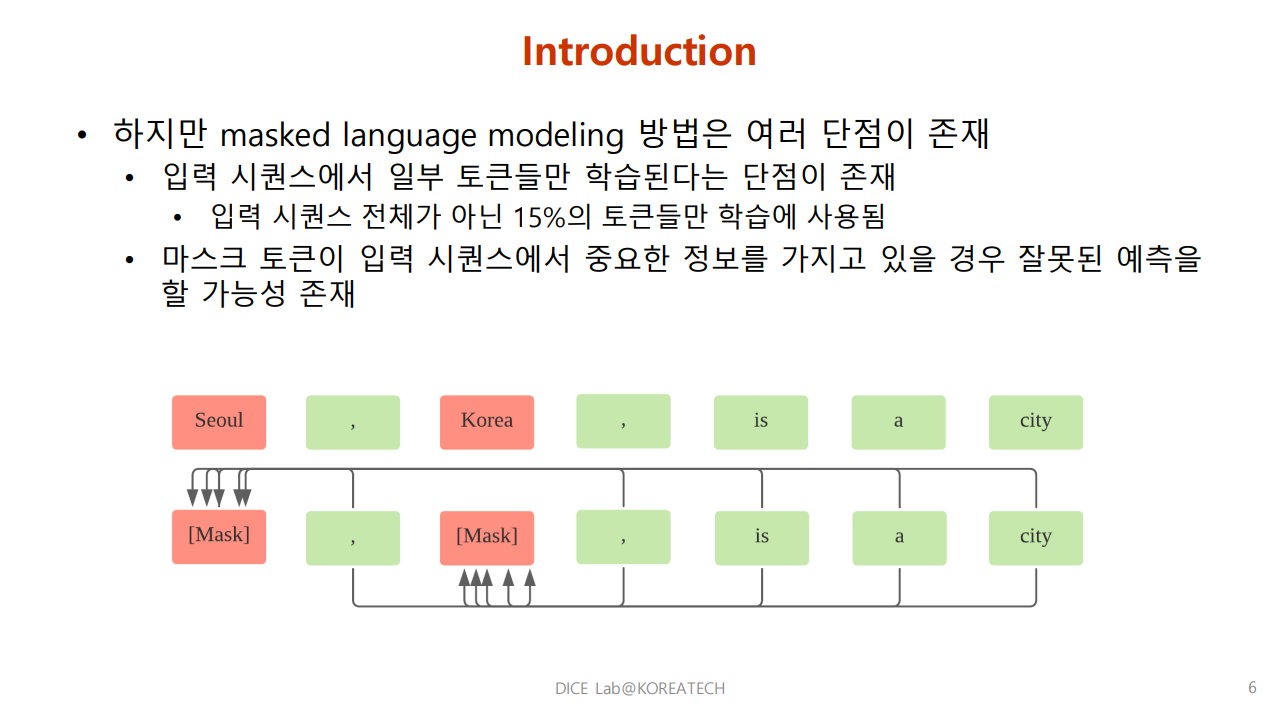 Introduction
• 하지만 masked language modeling 방법은 여러 단점이 존재
• 입력 시퀀스에서 일부 토큰들만 학습된다는 단점이 존재
• 입력 시퀀스 전체가 아닌 15%의 토큰들만 학습에 사용됨
• 마스크 토큰이 입력 시퀀스에서 중요한 정보를 가지고 있을 경우 잘못된 예측을
할 가능성 존재
Seoul , Korea , is a city
[Mask] , [Mask] , is a city
DICE Lab@KOREATECH 6